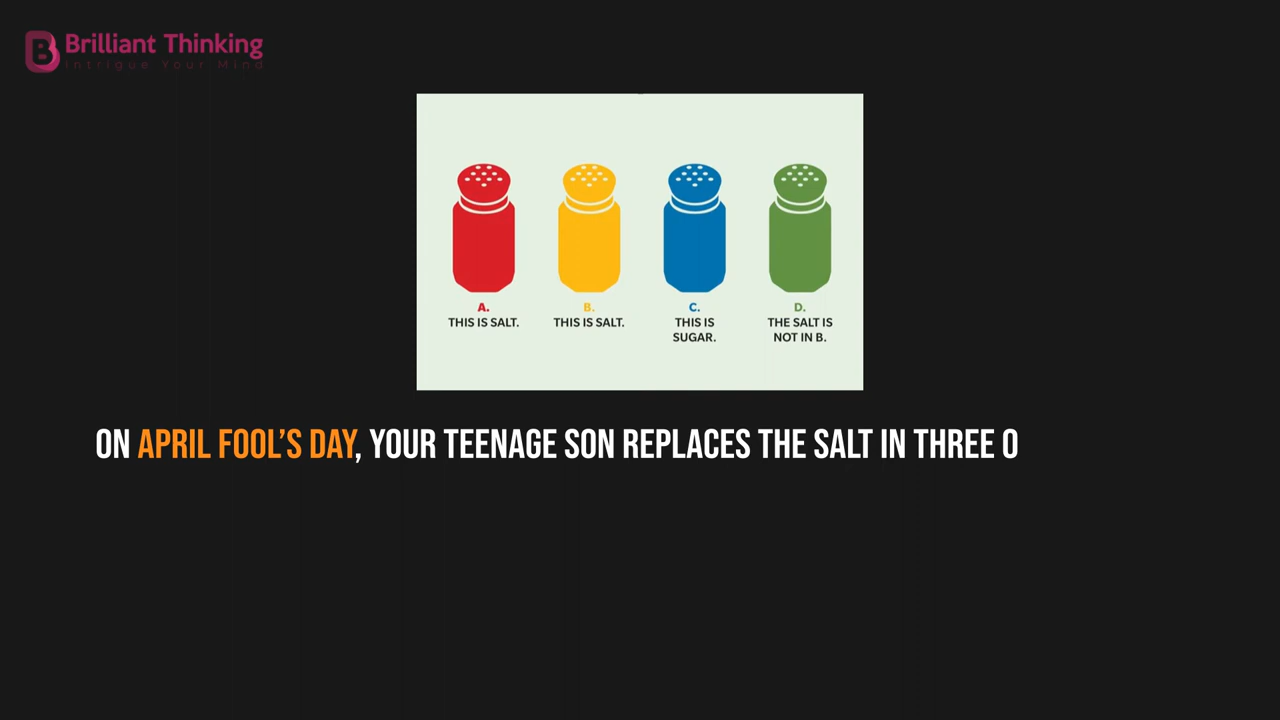 Brilliant Thinking
Intrigue Your Mind
A.
THIS IS SALT.
B.
THIS IS SALT.
C.
THIS IS
SUGAR.
D.
THE SALT IS
NOT IN B.
ON APRIL FOOL'S DAY, YOUR TEENAGE SON REPLACES THE SALT IN THREE O